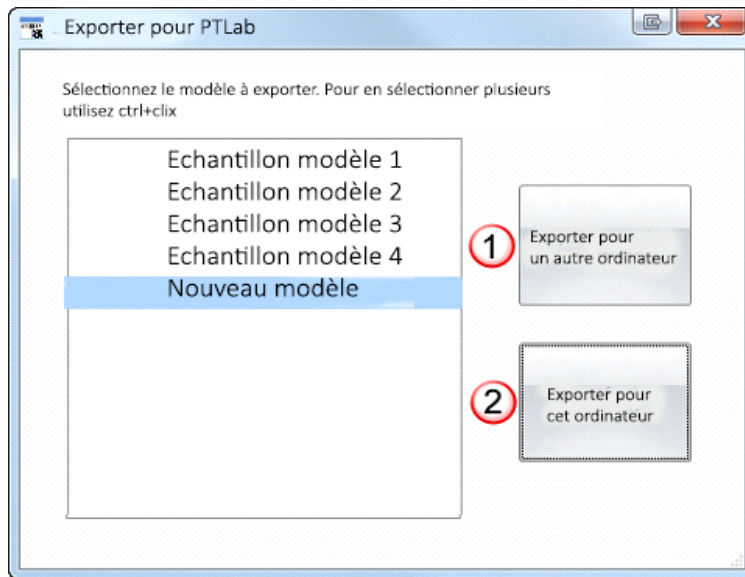 Exporter pour PTLab
Sélectionnez le modèle à exporter. Pour en sélectionner plusieurs
utilisez ctrl+clix
Echantillon modèle 1
Echantillon modèle 2
Echantillon modèle 3
Echantillon modèle 4
Nouveau modèle
1
Exporter pour
un autre ordinateur
2
Exporter pour
cet ordinateur